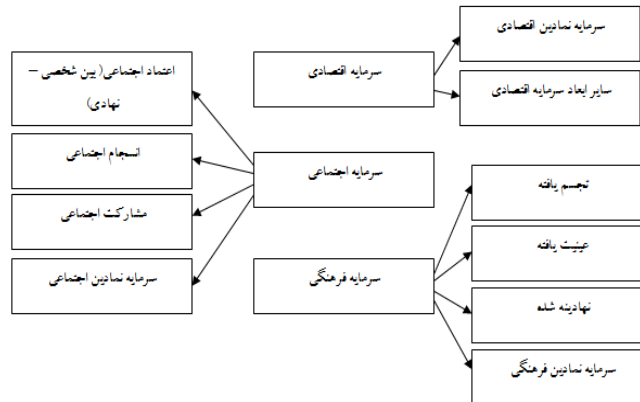 سرمایه نمادین اقتصادی
سرمایه اقتصادی
سایر ابعاد سرمایه اقتصادی
اعتماد اجتماعی( بین شخصی –
نهادی)
انسجام اجتماعی
سرمایه اجتماعی
مشارکت اجتماعی
سرمایه نمادین اجتماعی
تجسم یافته
عینیت یافته
سرمایه فرهنگی
نهادینه شده
سرمایه نمادین فرهنگی